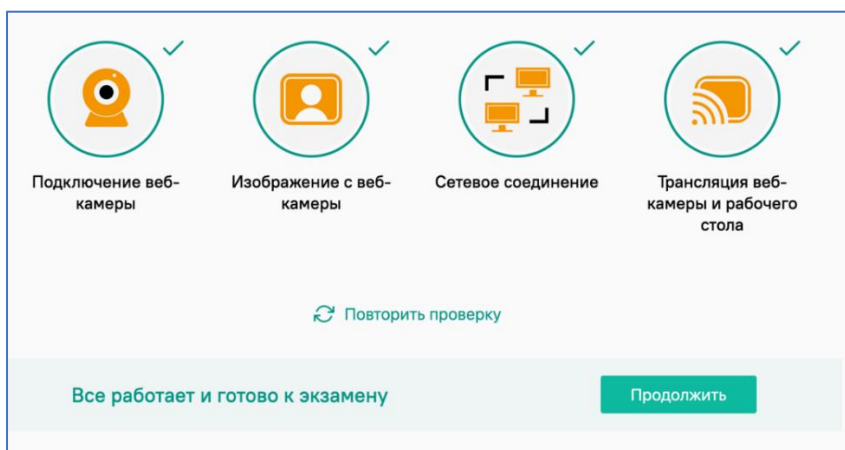 Подключение веб-
камеры
Изображение с веб-
камеры
Сетевое соединение
Трансляция веб-
камеры и рабочего
стола
Повторить проверку
Все работает и готово к экзамену
Продолжить